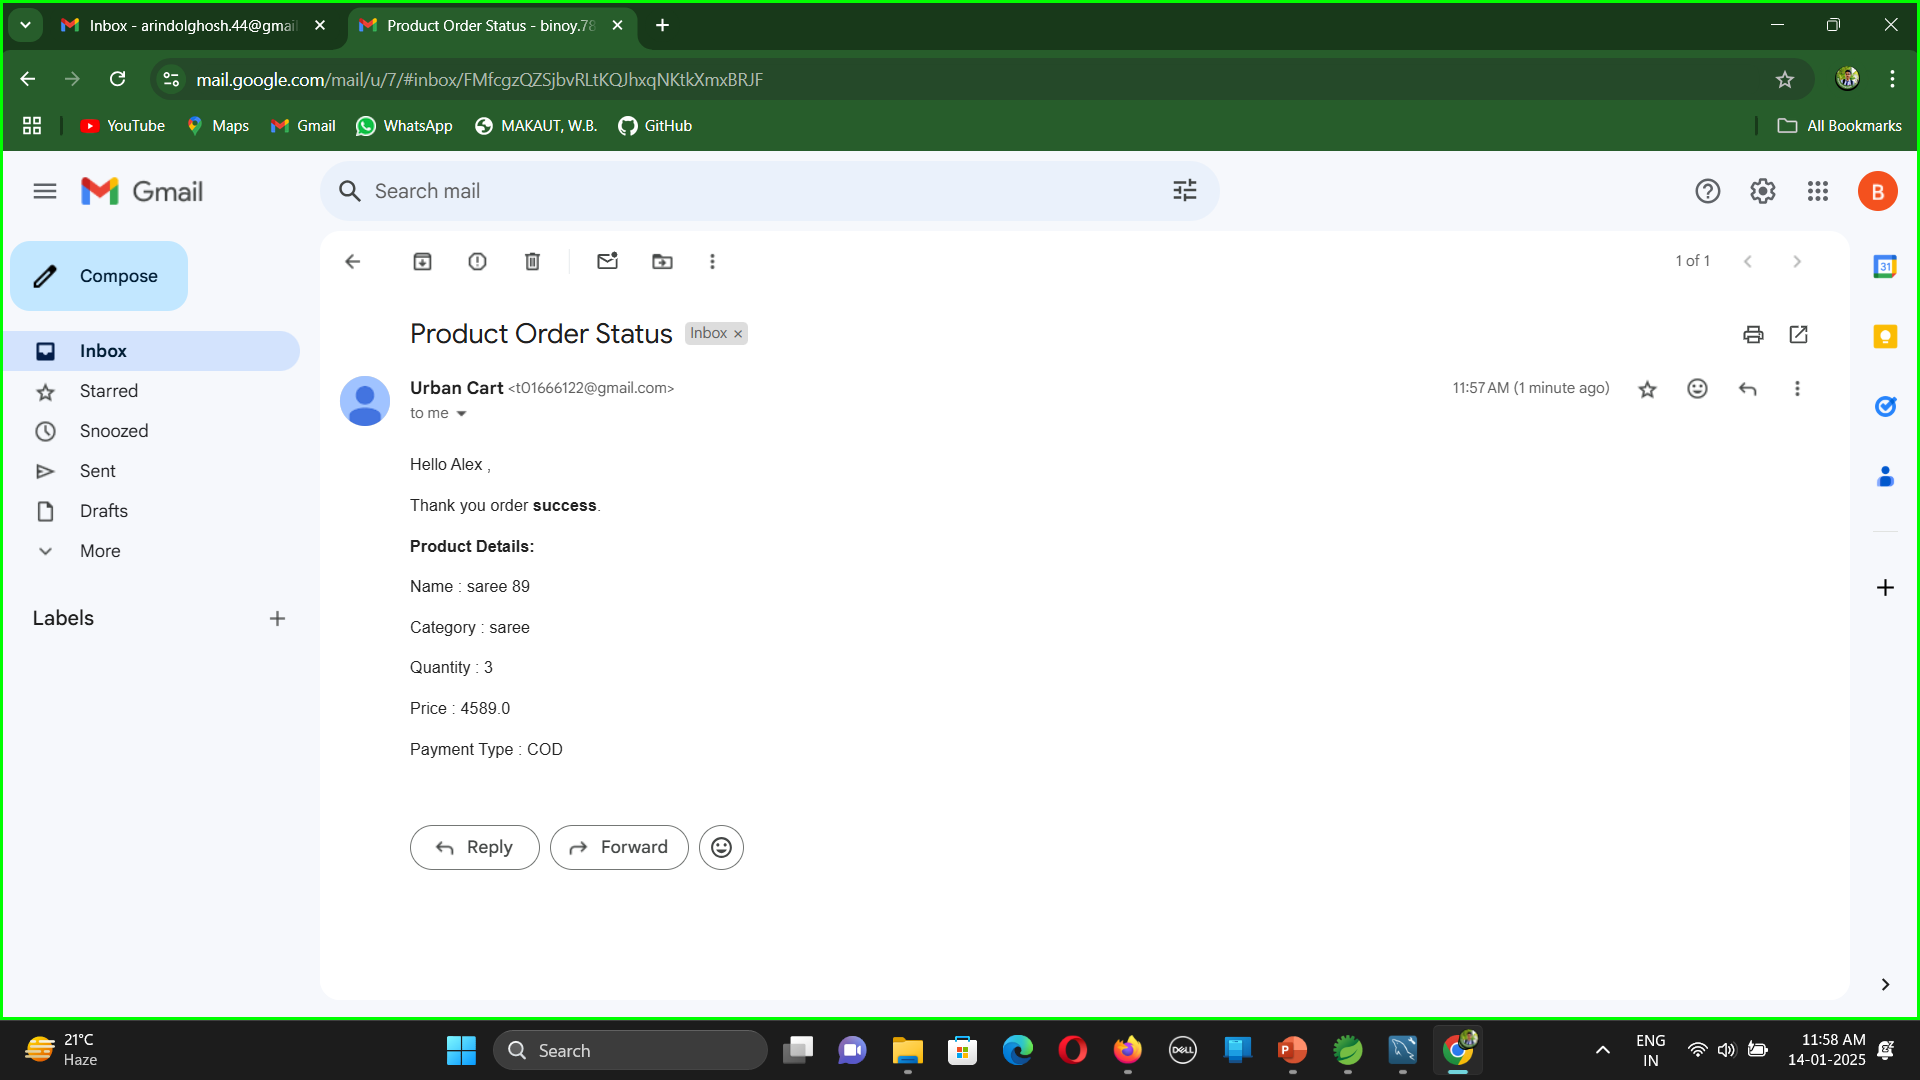 Inbox - arindolghosh.44@gmail
Product Order Status - binoy.78
mail.google.com/mail/u/7/#inbox/FMfcgzQZSjbvRLtKQJhxqNKtkXmxBRJF
YouTube
Maps
Gmail
WhatsApp
MAKAUT, W.B.
GitHub
All Bookmarks
Gmail
Search mail
B
Compose
1 of 1
31
Product Order Status
Inbox ×
Inbox
Urban Cart <t01666122@gmail.com>
11:57 AM (1 minute ago)
Starred
to me
Snoozed
Hello Alex ,
Sent
Thank you order success.
Drafts
Product Details:
More
Name : saree 89
Labels
Category : saree
Quantity : 3
Price : 4589.0
Payment Type : COD
Reply
Forward
21°C
Haze
Search
DELL
P
ENG
IN
11:58 AM
14-01-2025